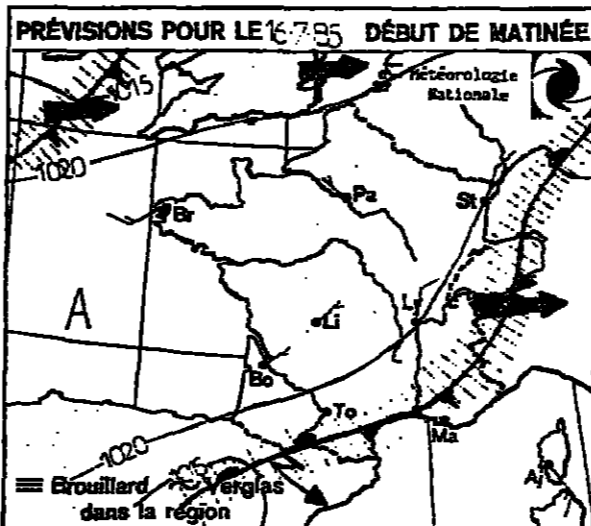 PRÉVISIONS POUR LE 16-7-85 DÉBUT DE MATINÉE
1015
Météorologie
Nationale
1020
Pa
St
Br
A
Li
Ly
Bo
To
Ma
1020
1015
Aj
Brouillard
Verglas
dans la région